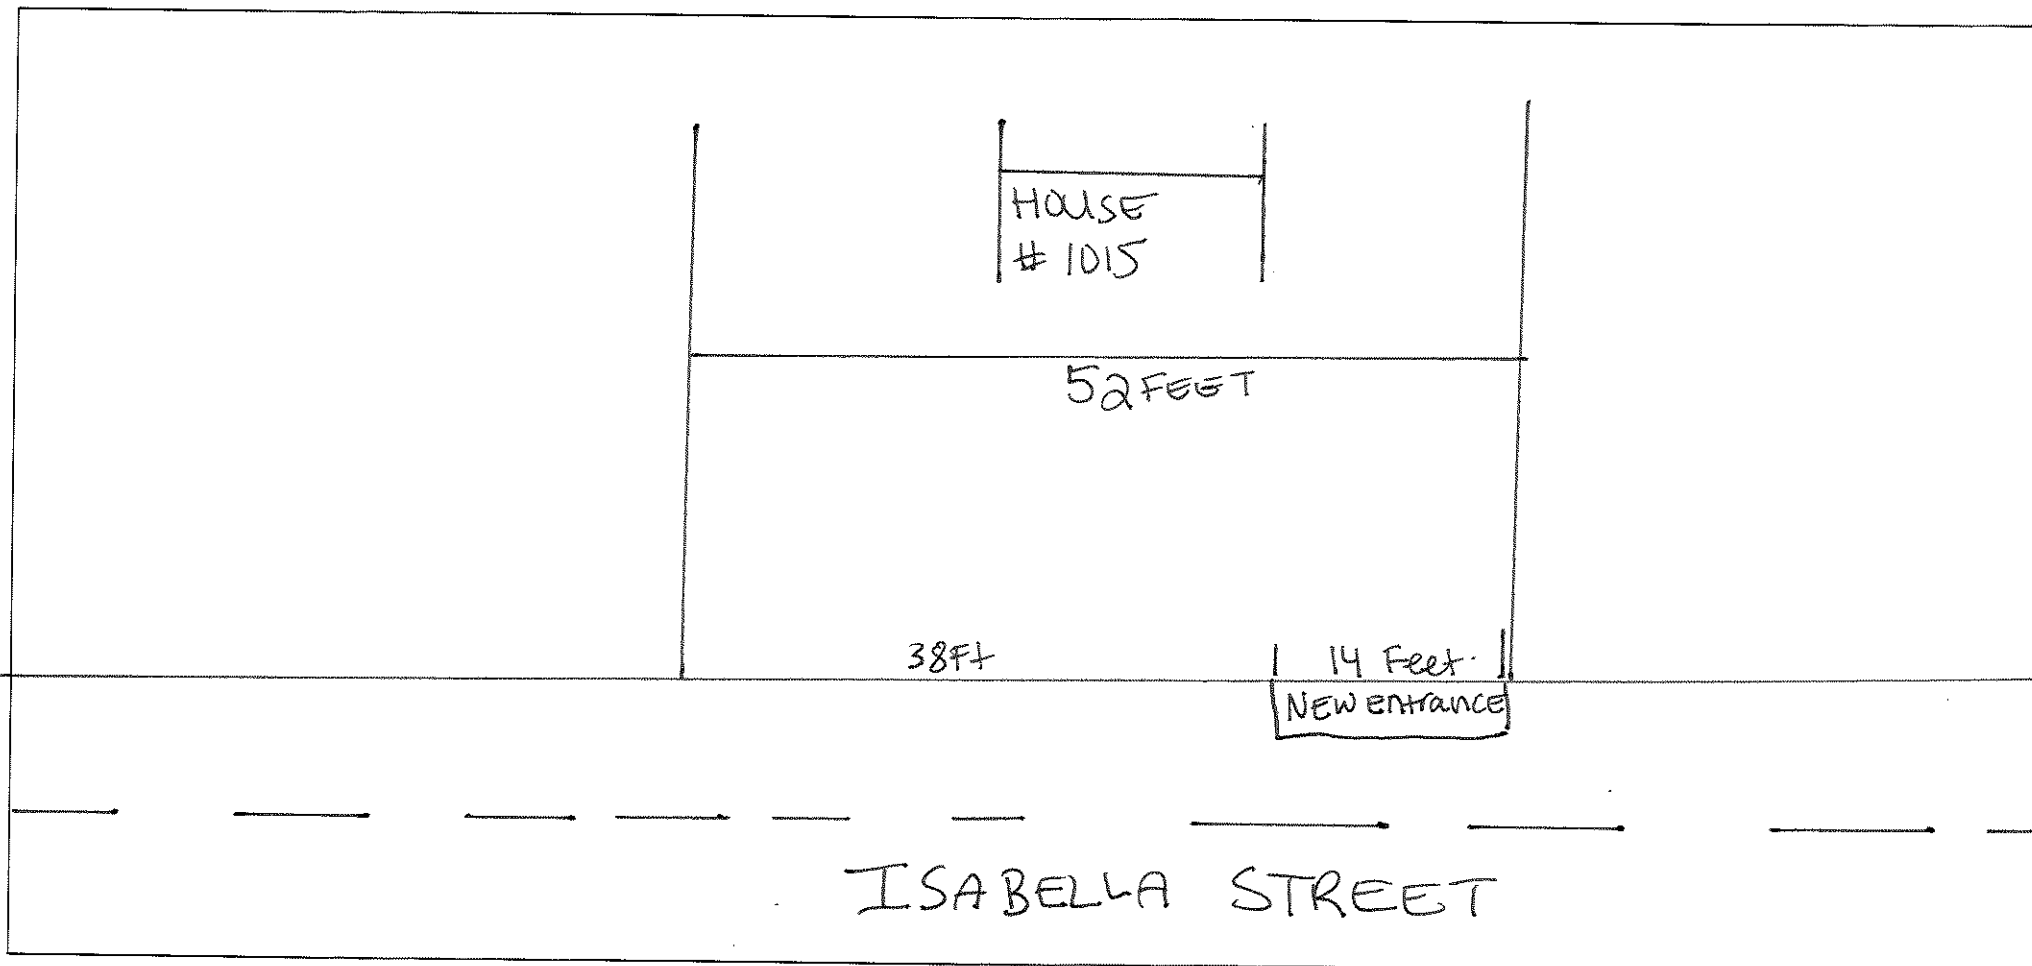 HOUSE
# 1015
52 FEET
38Ft
14 Feet
New entrance
ISABELLA STREET